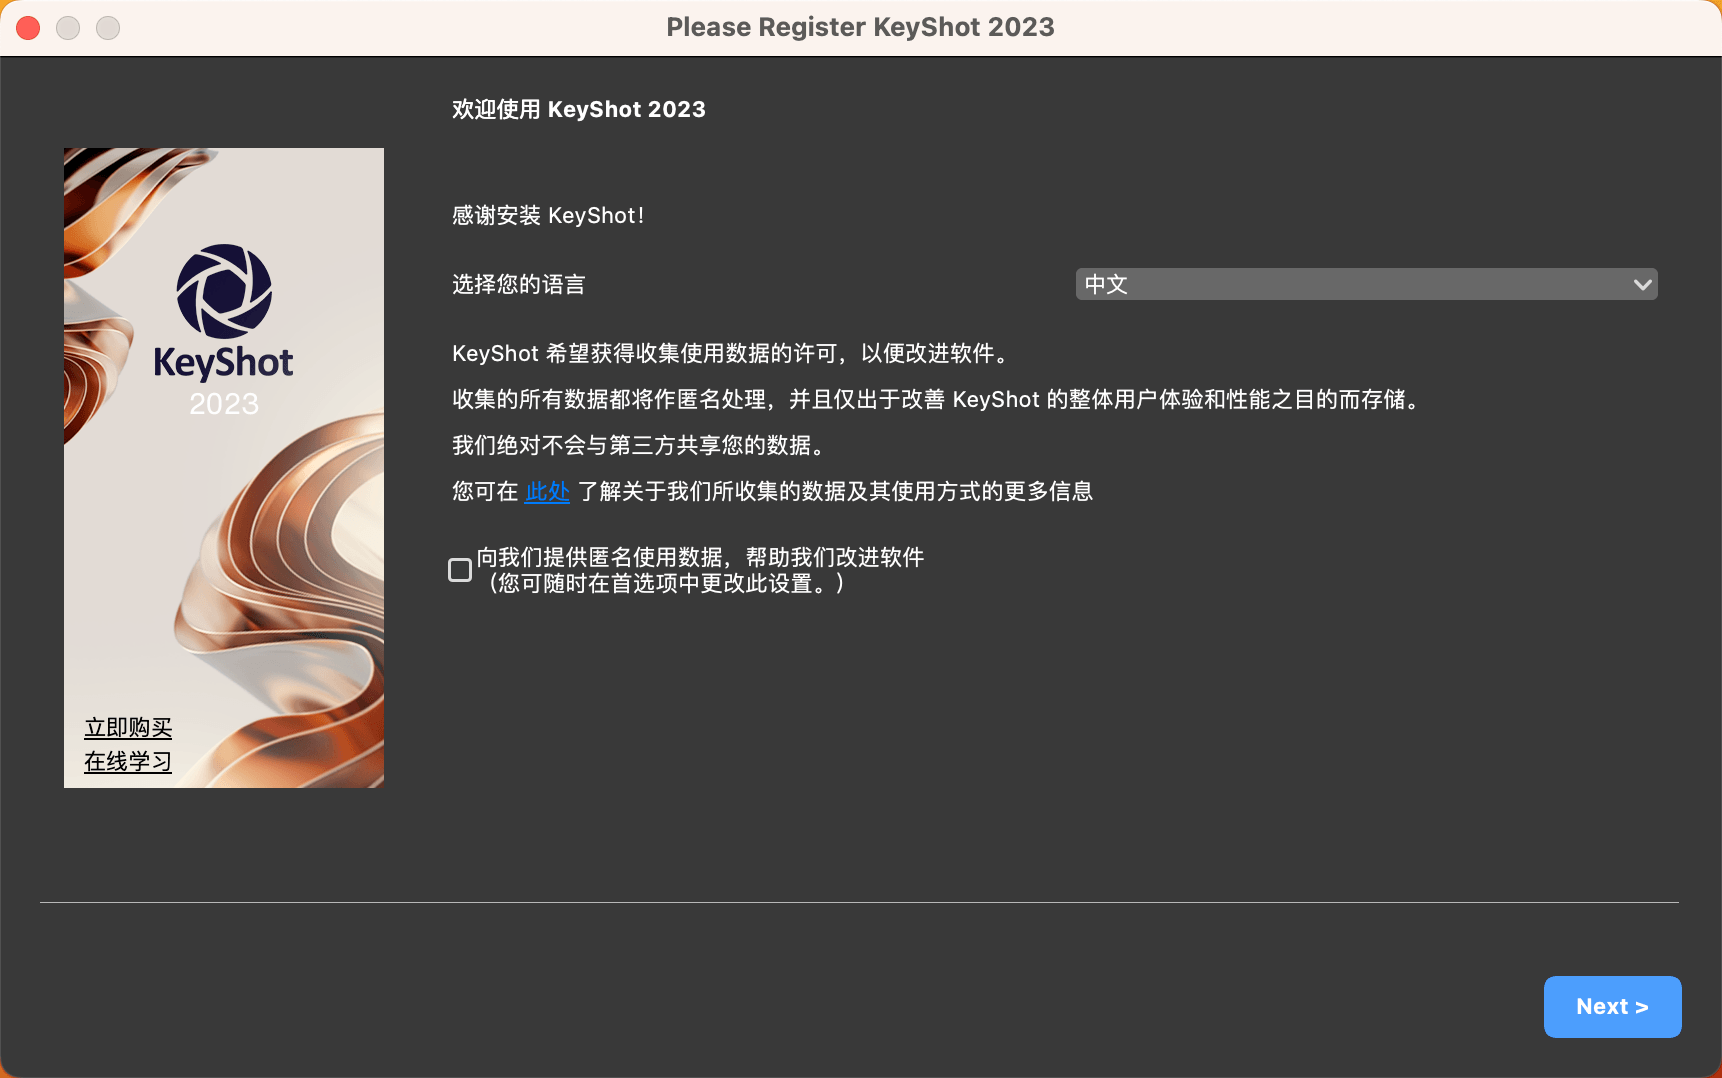 Please Register KeyShot 2023
欢迎使用 KeyShot 2023
感谢安装 KeyShot!
选择您的语言
中文
KeyShot 希望获得收集使用数据的许可，以便改进软件。
收集的所有数据都将作匿名处理，并且仅出于改善 KeyShot 的整体用户体验和性能之目的而存储。
我们绝对不会与第三方共享您的数据。
您可在 此处 了解关于我们所收集的数据及其使用方式的更多信息
向我们提供匿名使用数据，帮助我们改进软件
（您可随时在首选项中更改此设置。）
KeyShot
2023
立即购买
在线学习
Next >